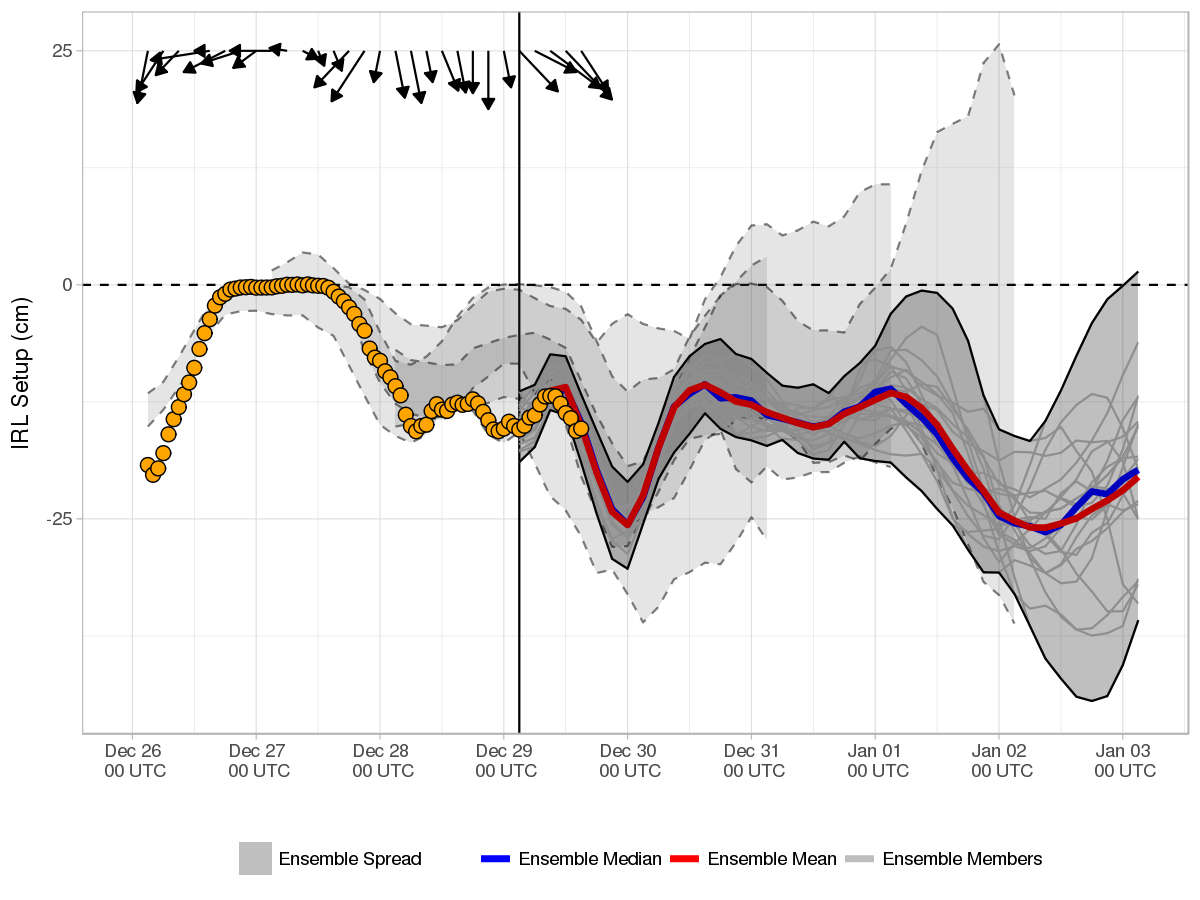 25
0
-25
IRL Setup (cm)
Dec 26 Dec 27 Dec 28 Dec 29 Dec 30 Dec 31 Jan 01 Jan 02 Jan 03
00 UTC 00 UTC 00 UTC 00 UTC 00 UTC 00 UTC 00 UTC 00 UTC 00 UTC
Ensemble Spread Ensemble Median Ensemble Mean Ensemble Members